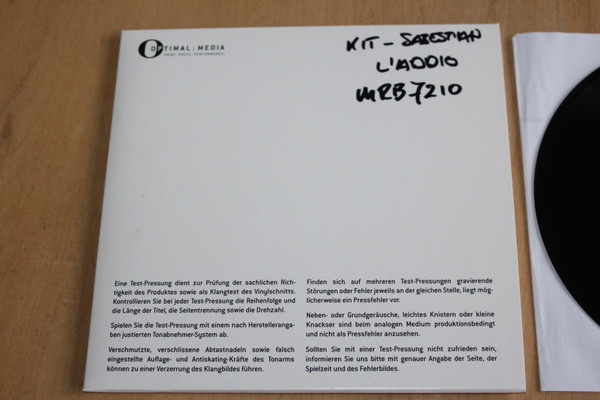 OPTIMAL:MEDIA
PRINT. PRESS. PERFORMANCE.
KIT – SABESTIAN
L'ADDIO
MRB7210
Eine Test-Pressung dient zur Prüfung der sachlichen Rich-
tigkeit des Produktes sowie als Klangtest des Vinylschnitts.
Kontrollieren Sie bei jeder Test-Pressung die Reihenfolge und
die Länge der Titel, die Seitentrennung sowie die Drehzahl.
Spielen Sie die Test-Pressung mit einem nach Herstelleranga-
ben justierten Tonabnehmer-System ab.
Verschmutzte, verschlissene Abtastnadeln sowie falsch
eingestellte Auflage- und Antiskating-Kräfte des Tonarms
können zu einer Verzerrung des Klangbildes führen.
Finden sich auf mehreren Test-Pressungen gravierende
Störungen oder Fehler jeweils an der gleichen Stelle, liegt mög-
licherweise ein Pressfehler vor.
Neben- oder Grundgeräusche, leichtes Knistern oder kleine
Knackser sind beim analogen Medium produktionsbedingt
und nicht als Pressfehler anzusehen.
Sollten Sie mit einer Test-Pressung nicht zufrieden sein,
informieren Sie uns bitte mit genauer Angabe der Seite, der
Spielzeit und des Fehlerbildes.